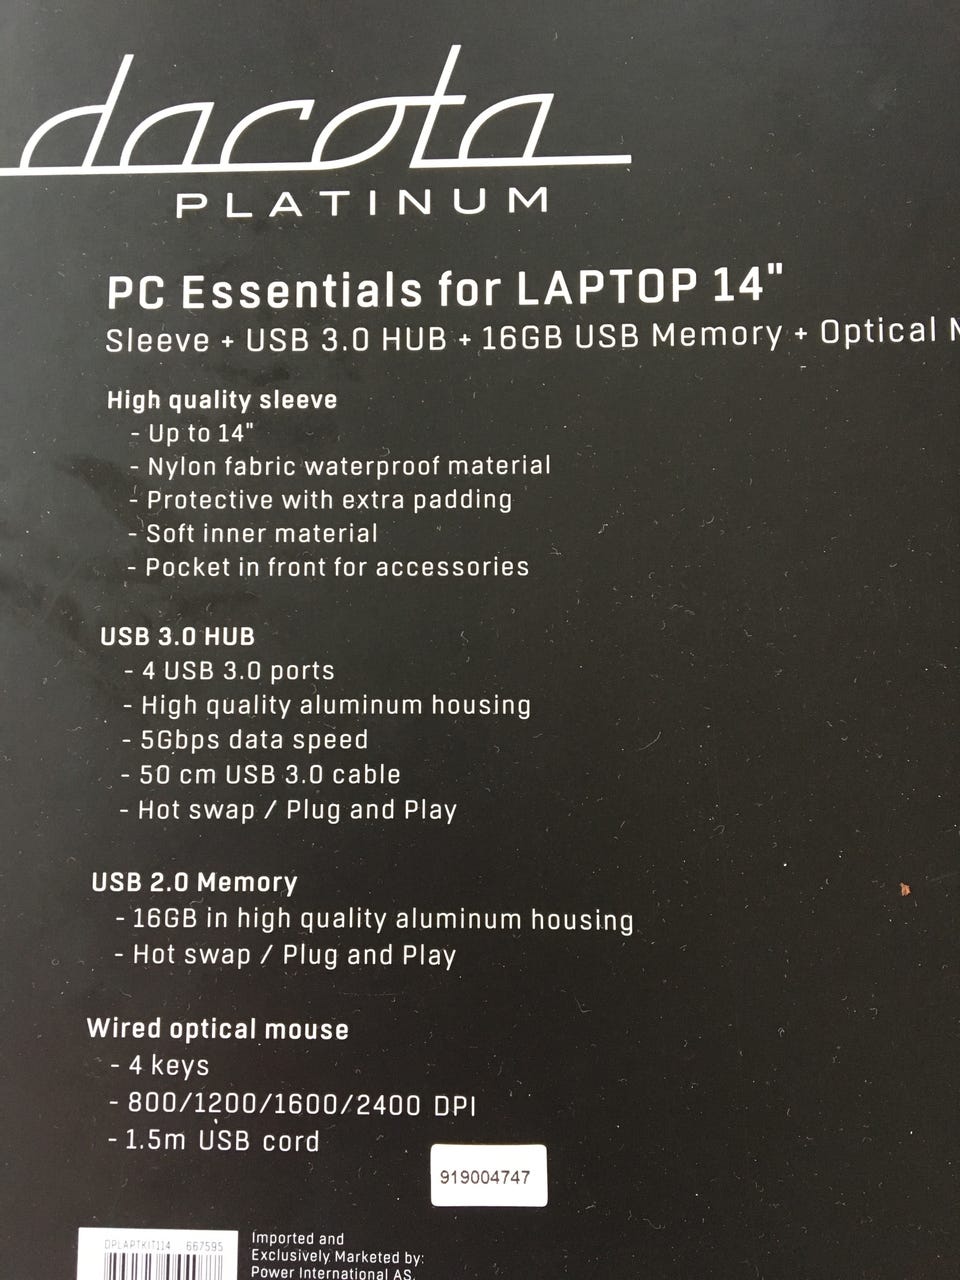 dacota
PLATINUM
PC Essentials for LAPTOP 14"
Sleeve + USB 3.0 HUB + 16GB USB Memory + Optical
High quality sleeve
- Up to 14"
- Nylon fabric waterproof material
- Protective with extra padding
- Soft inner material
- Pocket in front for accessories
USB 3.0 HUB
- 4 USB 3.0 ports
- High quality aluminum housing
- 5Gbps data speed
- 50 cm USB 3.0 cable
- Hot swap / Plug and Play
USB 2.0 Memory
- 16GB in high quality aluminum housing
- Hot swap / Plug and Play
Wired optical mouse
- 4 keys
- 800/1200/1600/2400 DPI
- 1.5m USB cord
919004747
DPLAPTKIT114 667595
Imported and
Exclusively Marketed by:
Power International AS,